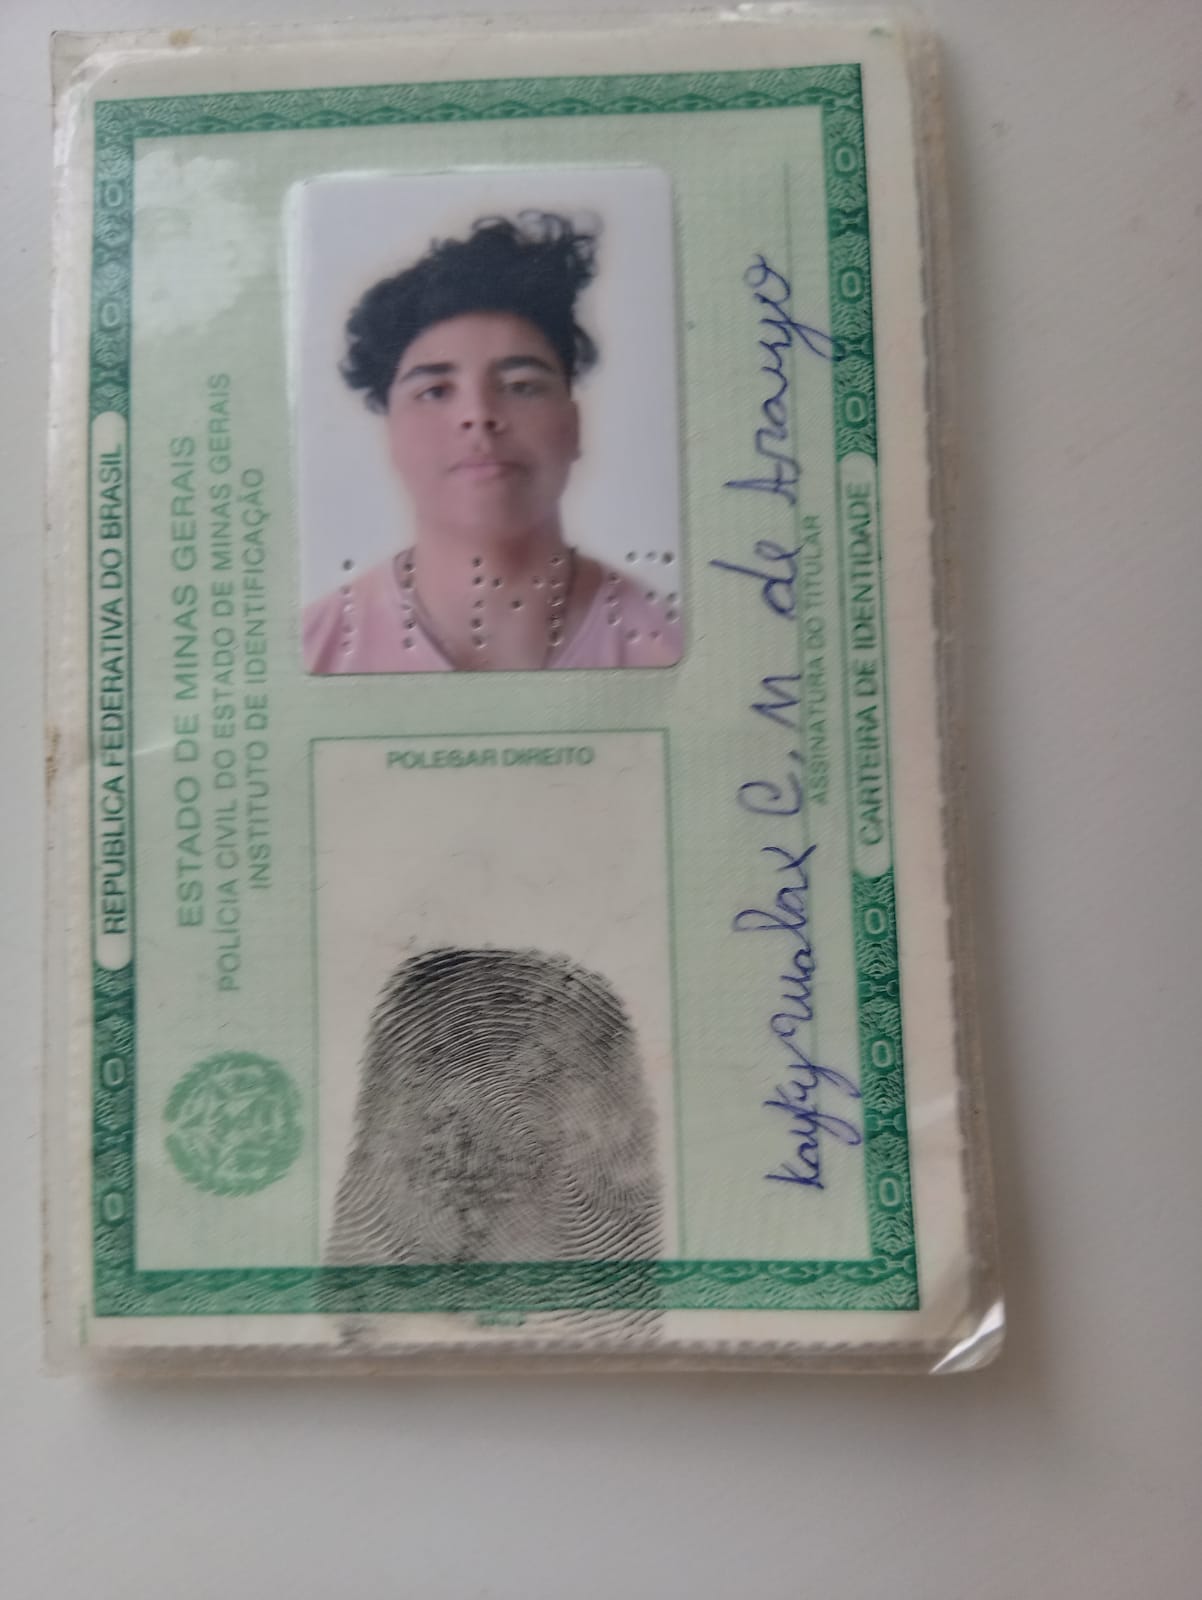 REPÚBLICA FEDERATIVA DO BRASIL
ESTADO DE MINAS GERAIS
POLÍCIA CIVIL DO ESTADO DE MINAS GERAIS
INSTITUTO DE IDENTIFICAÇÃO
POLEGAR DIREITO
Kayky Walax C. M de Araujo
ASSINATURA DO TITULAR
CARTEIRA DE IDENTIDADE